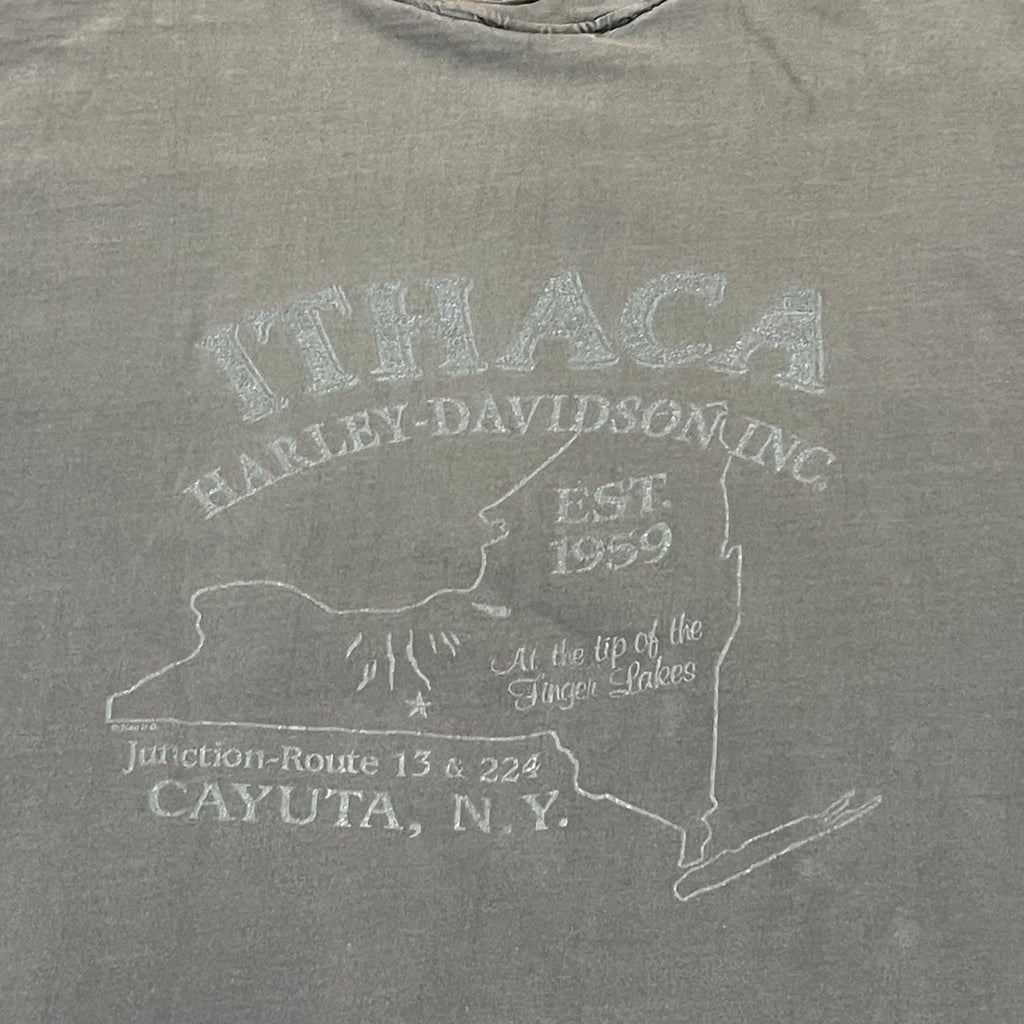 ITHACA
HARLEY-DAVIDSON INC.
EST.
1959
At the tip of the
Finger Lakes
Junction-Route 13 & 224
CAYUTA, N.Y.